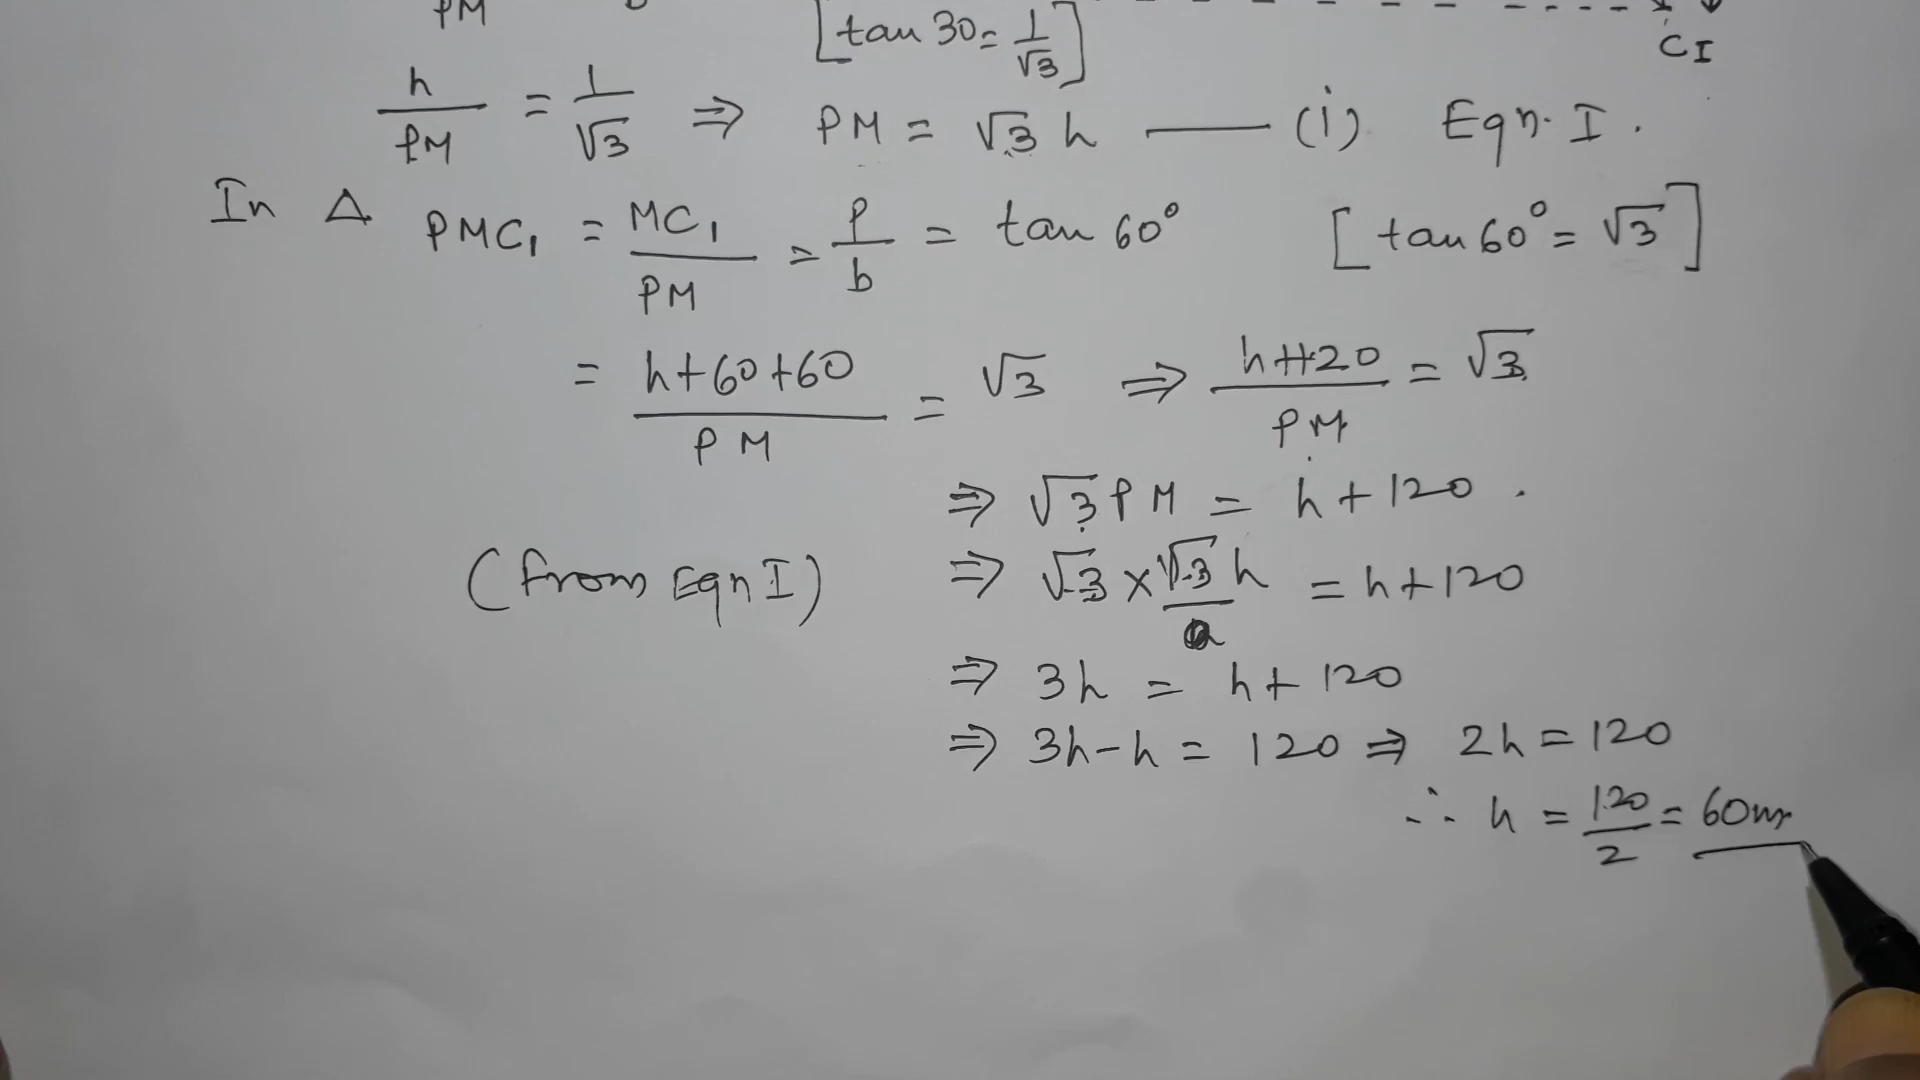 PM
[tan 30 = 1/√3]
C I
h/PM = 1/√3 ⇒ PM = √3 h —— (i) Eqn. I.
In △ PMC₁ = MC₁/PM = P/b = tan 60° [tan 60° = √3]
= h+60+60/PM = √3 ⇒ h+120/PM = √3
⇒ √3 PM = h + 120.
(from Eqn I) ⇒ √3 × √3 h = h + 120
⇒ 3h = h + 120
⇒ 3h - h = 120 ⇒ 2h = 120
∴ h = 120/2 = 60m